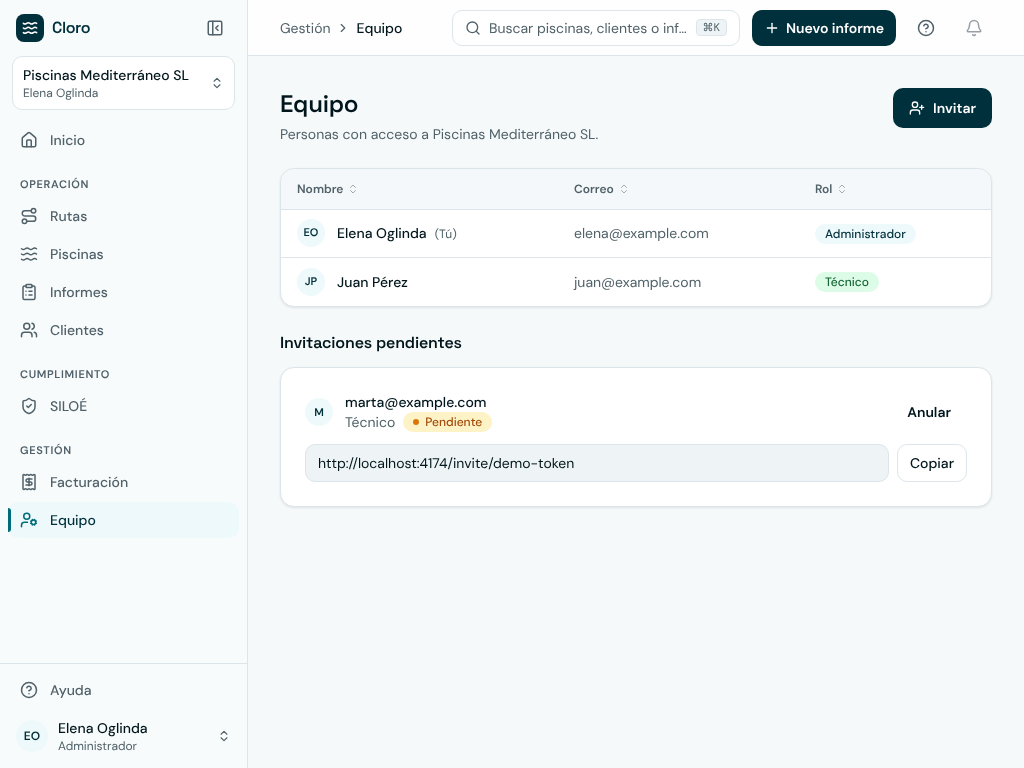 Cloro
Piscinas Mediterráneo SL
Elena Oglinda
Inicio
OPERACIÓN
Rutas
Piscinas
Informes
Clientes
CUMPLIMIENTO
SILOÉ
GESTIÓN
Facturación
Equipo
Ayuda
EO
Elena Oglinda
Administrador
Gestión > Equipo
Buscar piscinas, clientes o inf... ⌘K
+ Nuevo informe
Equipo
Personas con acceso a Piscinas Mediterráneo SL.
Invitar
Nombre Correo Rol
EO Elena Oglinda (Tú) elena@example.com Administrador
JP Juan Pérez juan@example.com Técnico
Invitaciones pendientes
M
marta@example.com
Técnico Pendiente
Anular
http://localhost:4174/invite/demo-token
Copiar